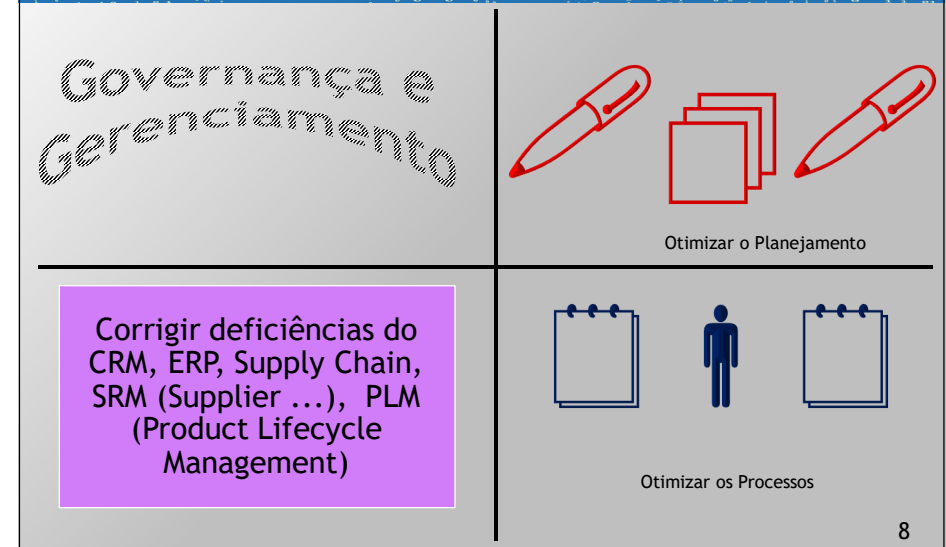 Governança e
Gerenciamento
Otimizar o Planejamento
Corrigir deficiências do
CRM, ERP, Supply Chain,
SRM (Supplier ...), PLM
(Product Lifecycle
Management)
Otimizar os Processos
8